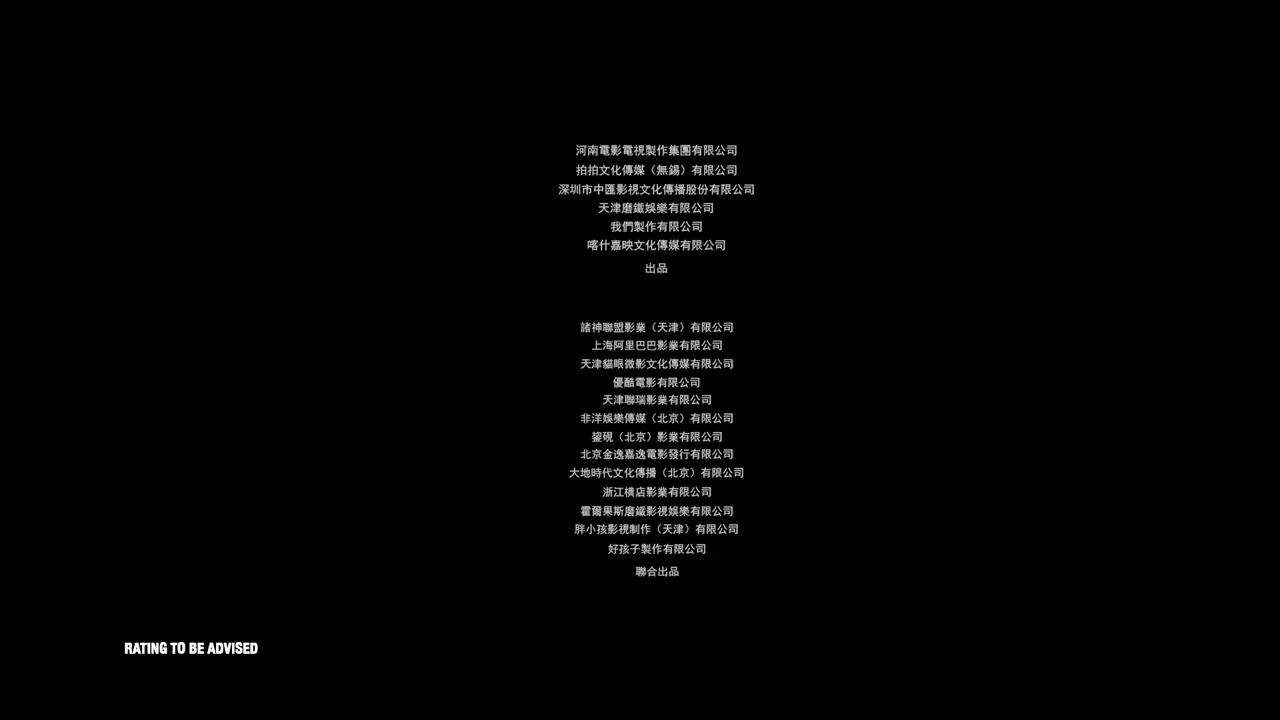 河南電影電視製作集團有限公司
拍拍文化傳媒（無錫）有限公司
深圳市中匯影視文化傳播股份有限公司
天津磨鐵娛樂有限公司
我們製作有限公司
喀什嘉映文化傳媒有限公司
出品
諸神聯盟影業（天津）有限公司
上海阿里巴巴影業有限公司
天津貓眼微影文化傳媒有限公司
優酷電影有限公司
天津聯瑞影業有限公司
非洋娛樂傳媒（北京）有限公司
鋆硯（北京）影業有限公司
北京金逸嘉逸電影發行有限公司
大地時代文化傳播（北京）有限公司
浙江横店影業有限公司
霍爾果斯磨鐵影視娛樂有限公司
胖小孩影視制作（天津）有限公司
好孩子製作有限公司
聯合出品
RATING TO BE ADVISED